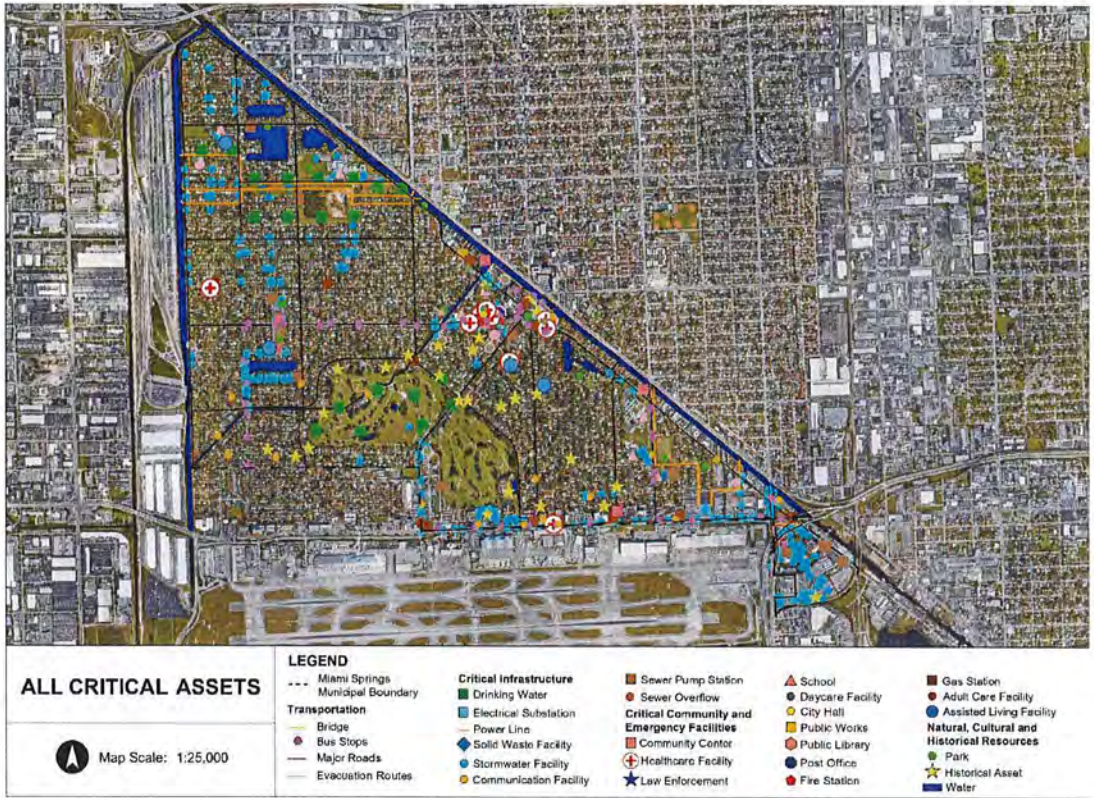 ALL CRITICAL ASSETS
Map Scale: 1:25,000
LEGEND
Miami Springs
Municipal Boundary
Transportation
Bridge
Bus Stops
Major Roads
Evacuation Routes
Critical Infrastructure
Drinking Water
Electrical Substation
Power Line
Solid Waste Facility
Stormwater Facility
Communication Facility
Sewer Pump Station
Sewer Overflow
Critical Community and
Emergency Facilities
Community Center
Healthcare Facility
Law Enforcement
School
Daycare Facility
City Hall
Public Works
Public Library
Post Office
Fire Station
Gas Station
Adult Care Facility
Assisted Living Facility
Natural, Cultural and
Historical Resources
Park
Historical Asset
Water